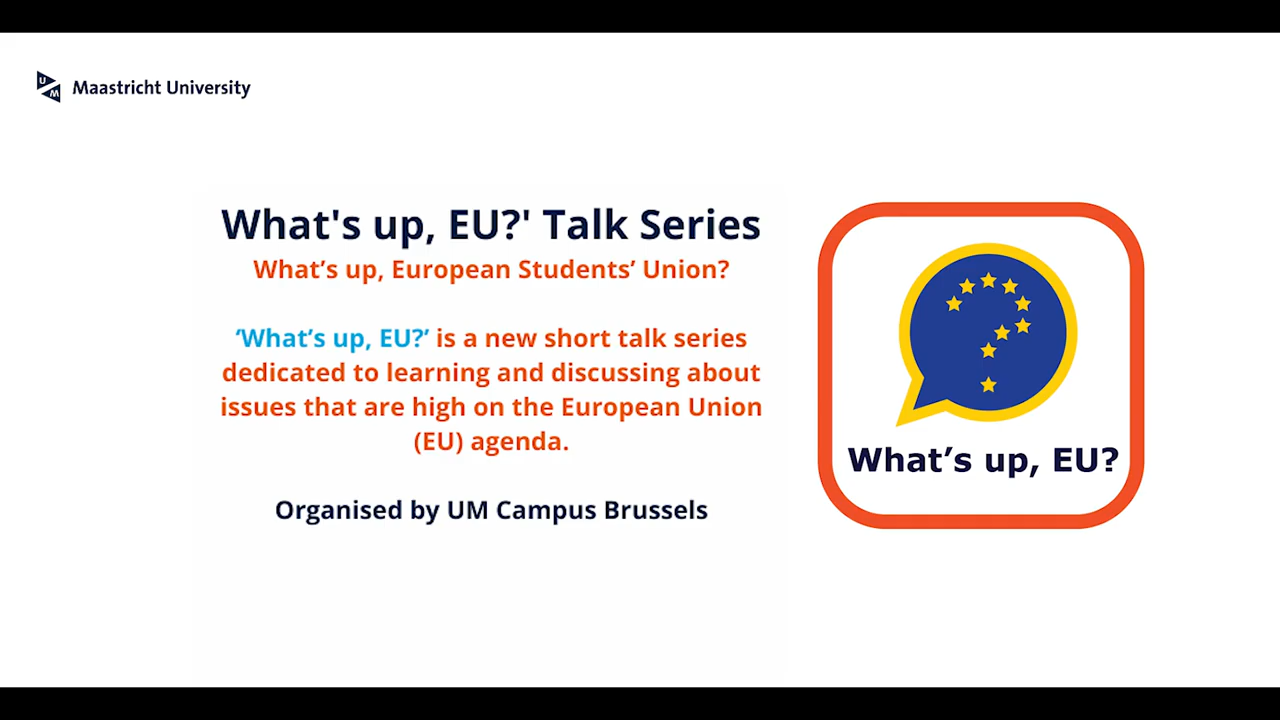 UM
Maastricht University
What's up, EU?' Talk Series
What’s up, European Students’ Union?
‘What’s up, EU?’ is a new short talk series
dedicated to learning and discussing about
issues that are high on the European Union
(EU) agenda.
Organised by UM Campus Brussels
What’s up, EU?